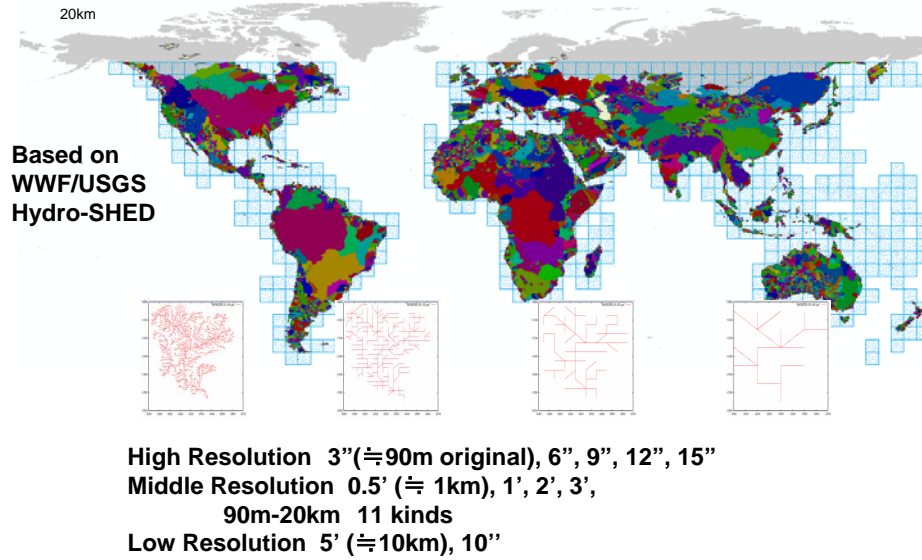 20km
Based on
WWF/USGS
Hydro-SHED
High Resolution 3”(≒90m original), 6”, 9”, 12”, 15”
Middle Resolution 0.5’ (≒ 1km), 1’, 2’, 3’,
90m-20km 11 kinds
Low Resolution 5’ (≒10km), 10’’